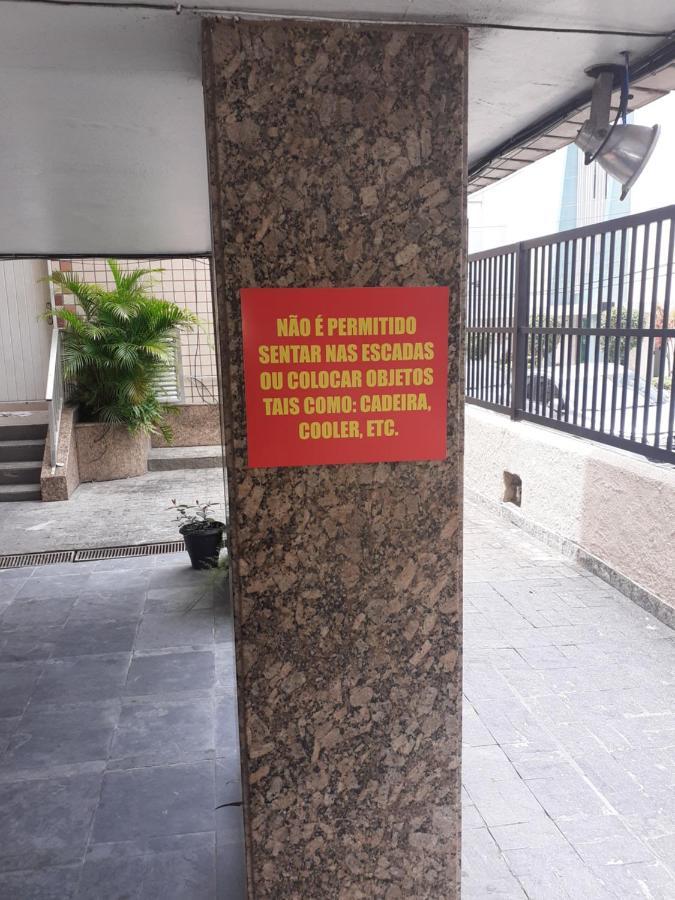 NÃO É PERMITIDO
SENTAR NAS ESCADAS
OU COLOCAR OBJETOS
TAIS COMO: CADEIRA,
COOLER, ETC.